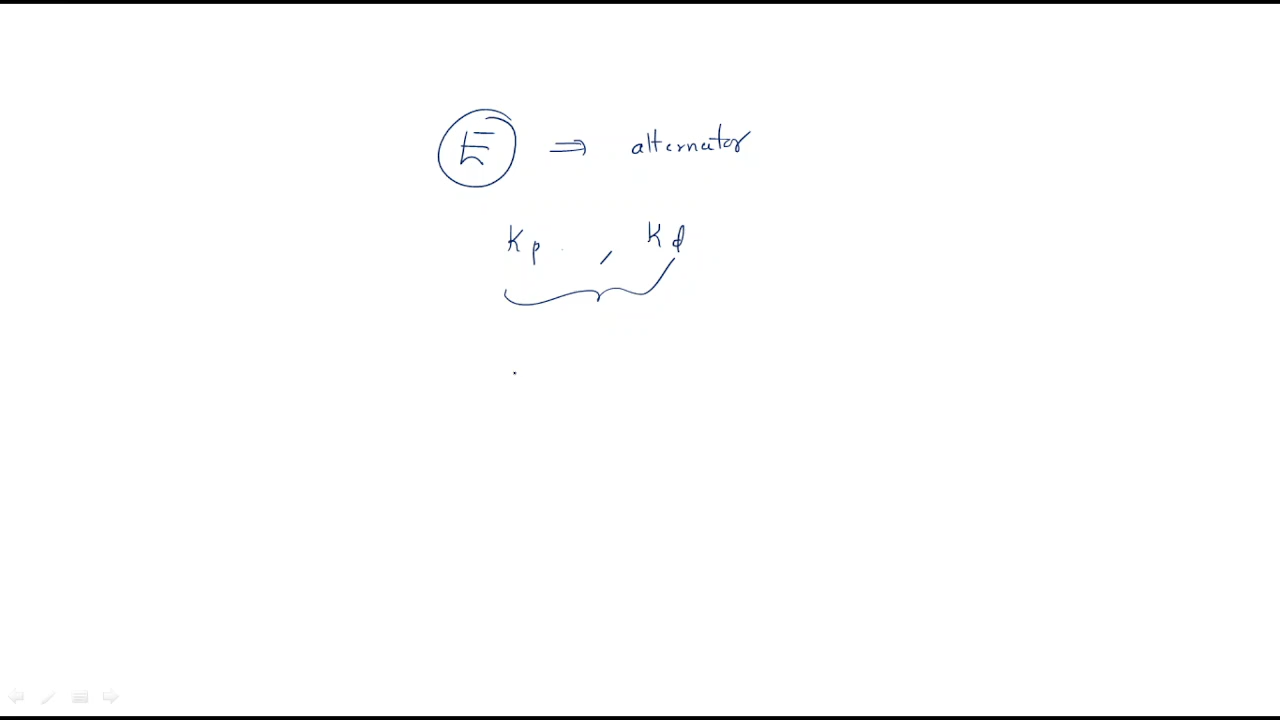 E ⇒ alternator
Kp , Kd